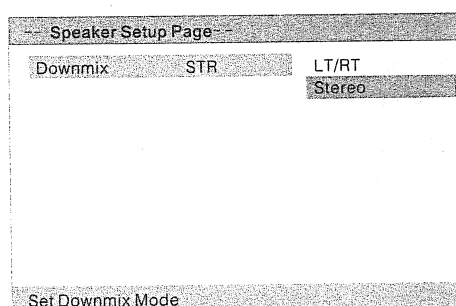 -- Speaker Setup Page--
Downmix STR LT/RT
Stereo
Set Downmix Mode